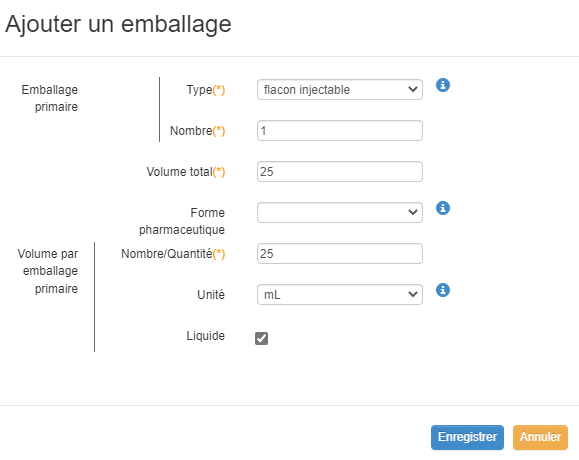 Ajouter un emballage
Emballage
primaire
Type(*)
flacon injectable
Nombre(*)
1
Volume total(*)
25
Forme
pharmaceutique
Volume par
emballage
primaire
Nombre/Quantité(*)
25
Unité
mL
Liquide
Enregistrer
Annuler